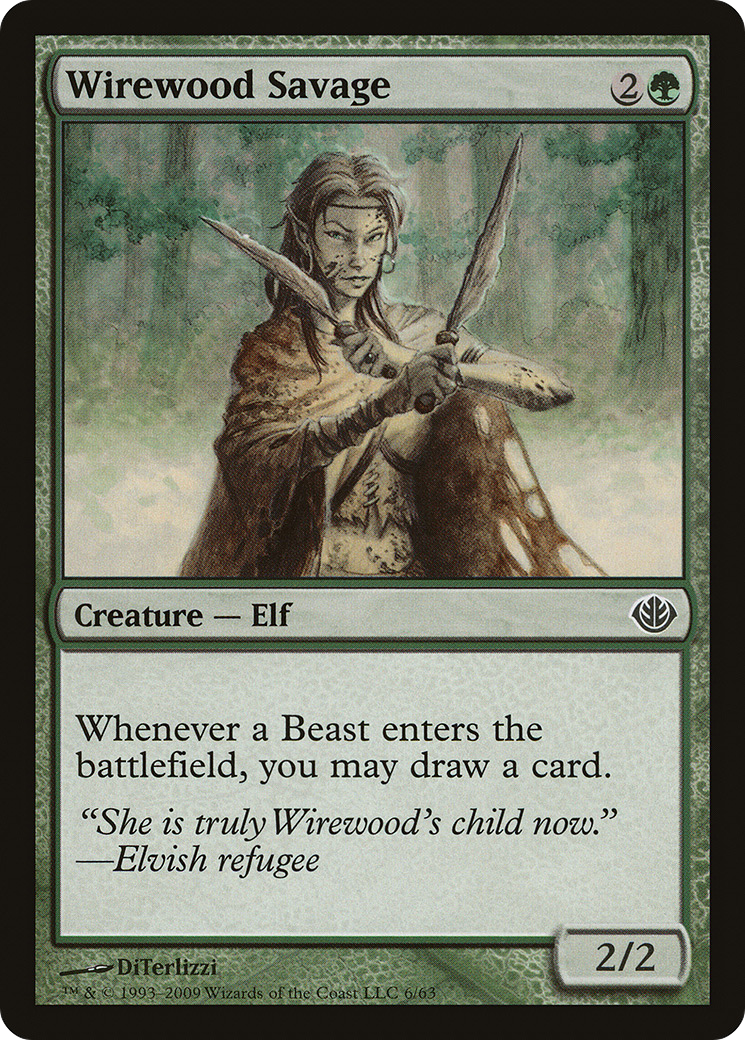 Wirewood Savage 2
Creature — Elf
Whenever a Beast enters the
battlefield, you may draw a card.
“She is truly Wirewood’s child now.”
—Elvish refugee
2/2
DiTerlizzi
™ & © 1993–2009 Wizards of the Coast LLC 6/63